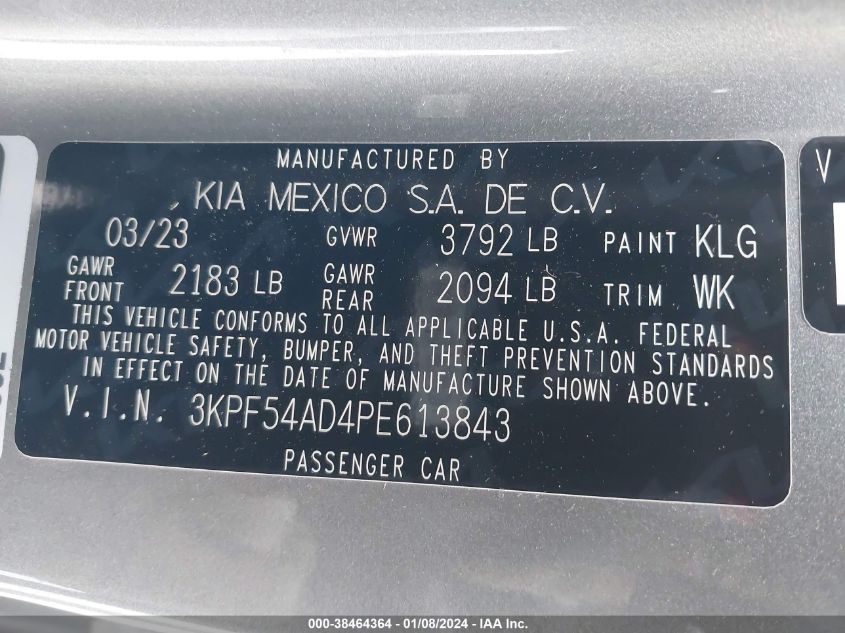 MANUFACTURED BY
KIA MEXICO S.A. DE C.V.
03/23 GVWR 3792 LB PAINT KLG
GAWR FRONT 2183 LB GAWR REAR 2094 LB TRIM WK
THIS VEHICLE CONFORMS TO ALL APPLICABLE U.S.A. FEDERAL
MOTOR VEHICLE SAFETY, BUMPER, AND THEFT PREVENTION STANDARDS
IN EFFECT ON THE DATE OF MANUFACTURE SHOWN ABOVE.
V.I.N. 3KPF54AD4PE613843
PASSENGER CAR
V
000-38464364 | 01/08/2024 - IAA Inc.